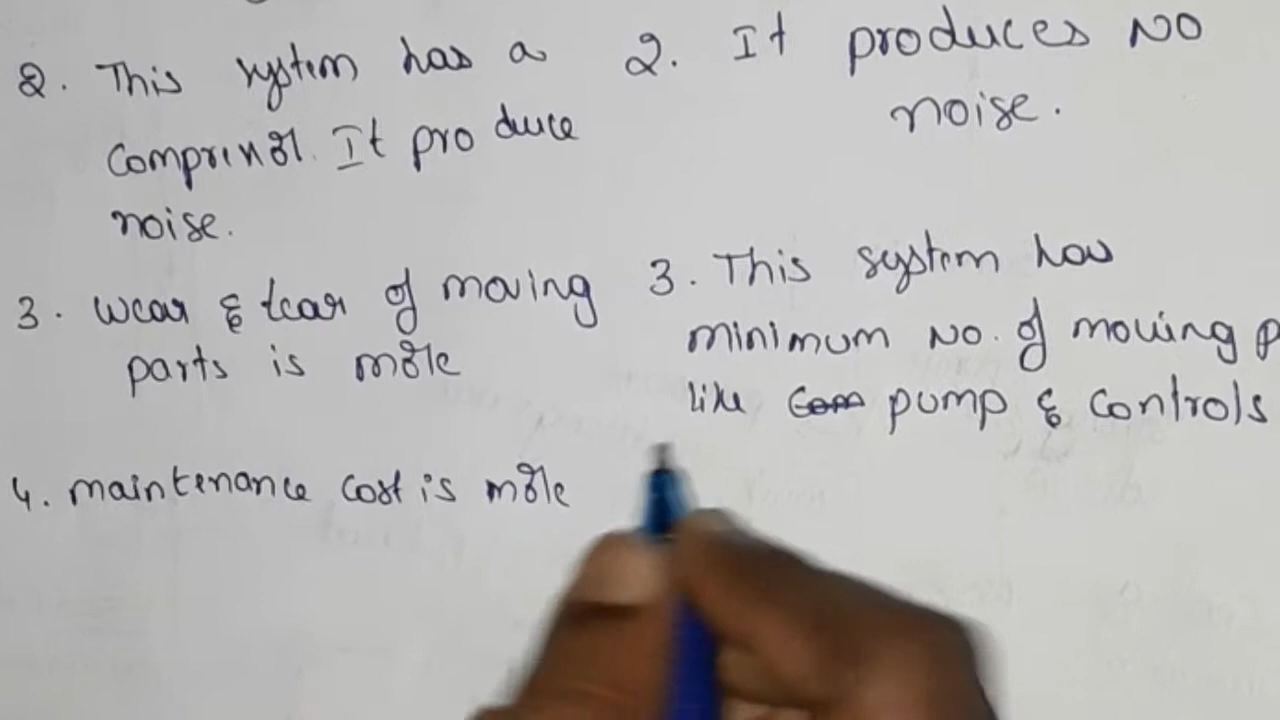 2. This system has a
compressor. It produce
noise.
3. wear & tear of moving
parts is more
4. maintenance cost is more
2. It produces No
noise.
3. This system has
minimum No. of moving p
like pump & controls